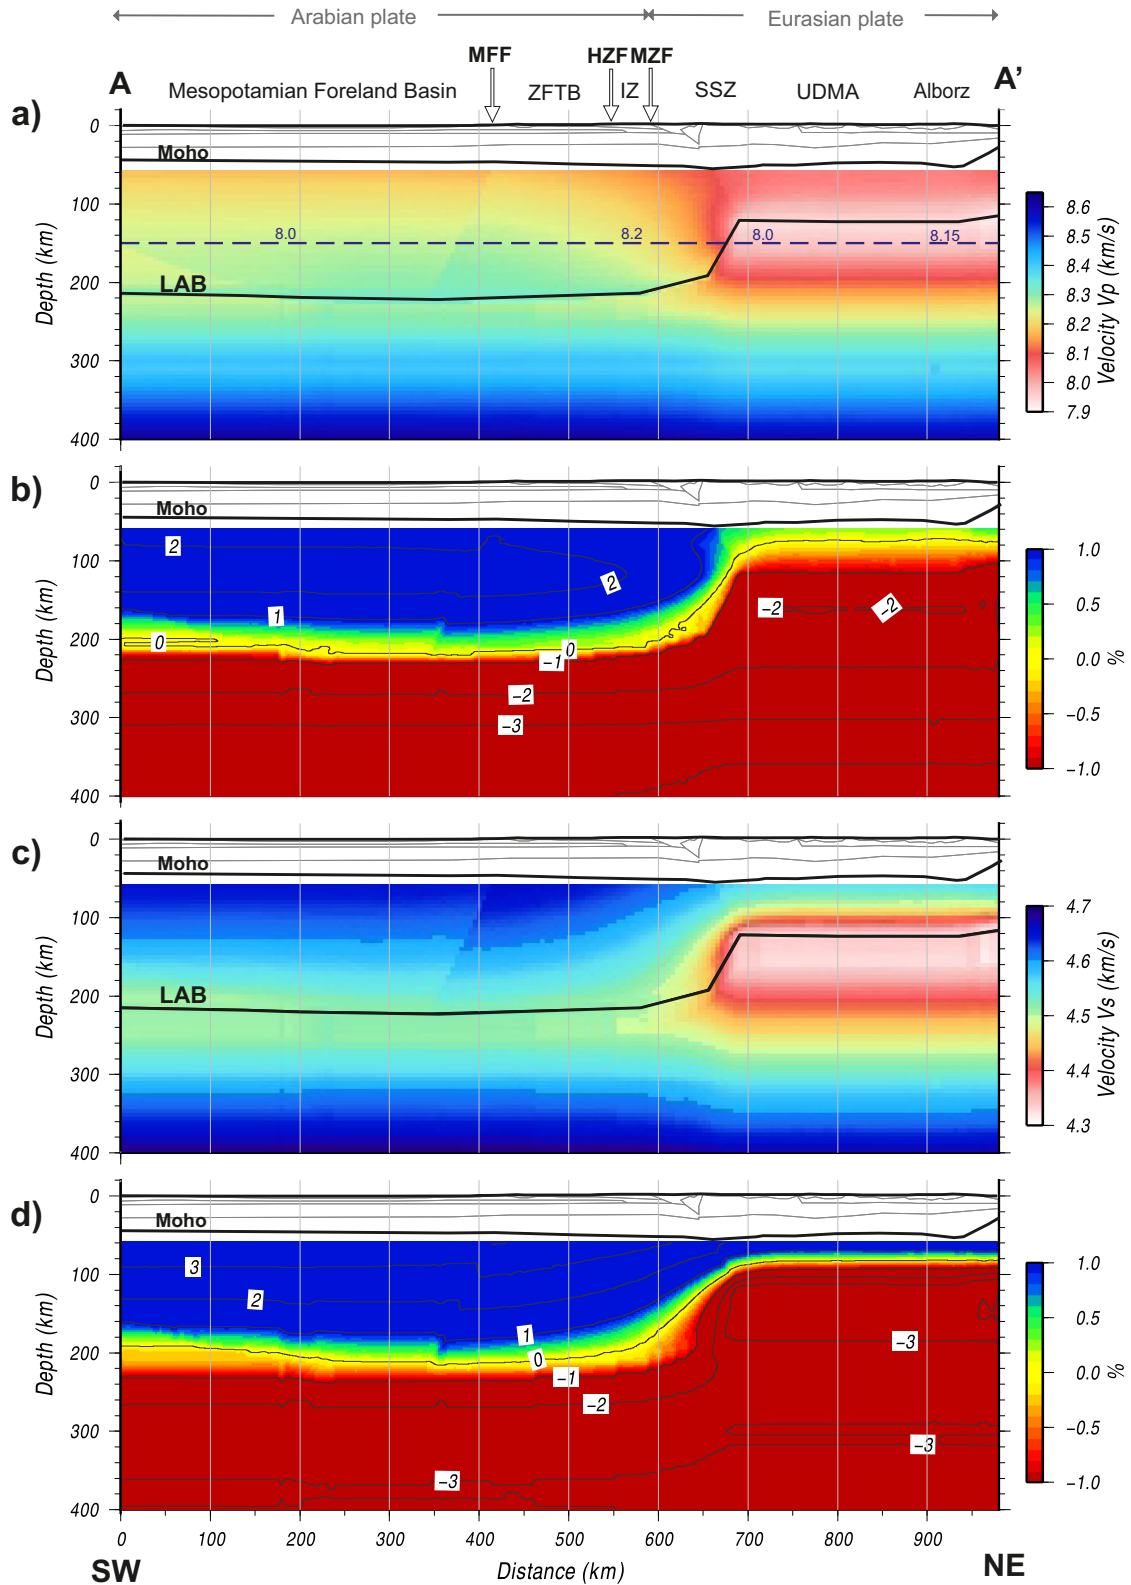 Arabian plate Eurasian plate
MFF HZF MZF
A Mesopotamian Foreland Basin ZFTB IZ SSZ UDMA Alborz A'
a)
0
Moho
100
8.0 8.2 8.0 8.15
200
LAB
300
400
Depth (km)
8.6
8.5
8.4
8.3
8.2
8.1
8.0
7.9
Velocity Vp (km/s)
b)
0
Moho
2
100
2
-2 -2
1
200
0 0
-1
-2
300
-3
400
Depth (km)
1.0
0.5
0.0
-0.5
-1.0
%
c)
0
Moho
100
200
LAB
300
400
Depth (km)
4.7
4.6
4.5
4.4
4.3
Velocity Vs (km/s)
d)
0
Moho
100
3
2
1
-3
200
0
-1
-2
300
-3
-3
400
Depth (km)
1.0
0.5
0.0
-0.5
-1.0
%
0 100 200 300 400 500 600 700 800 900
SW Distance (km) NE